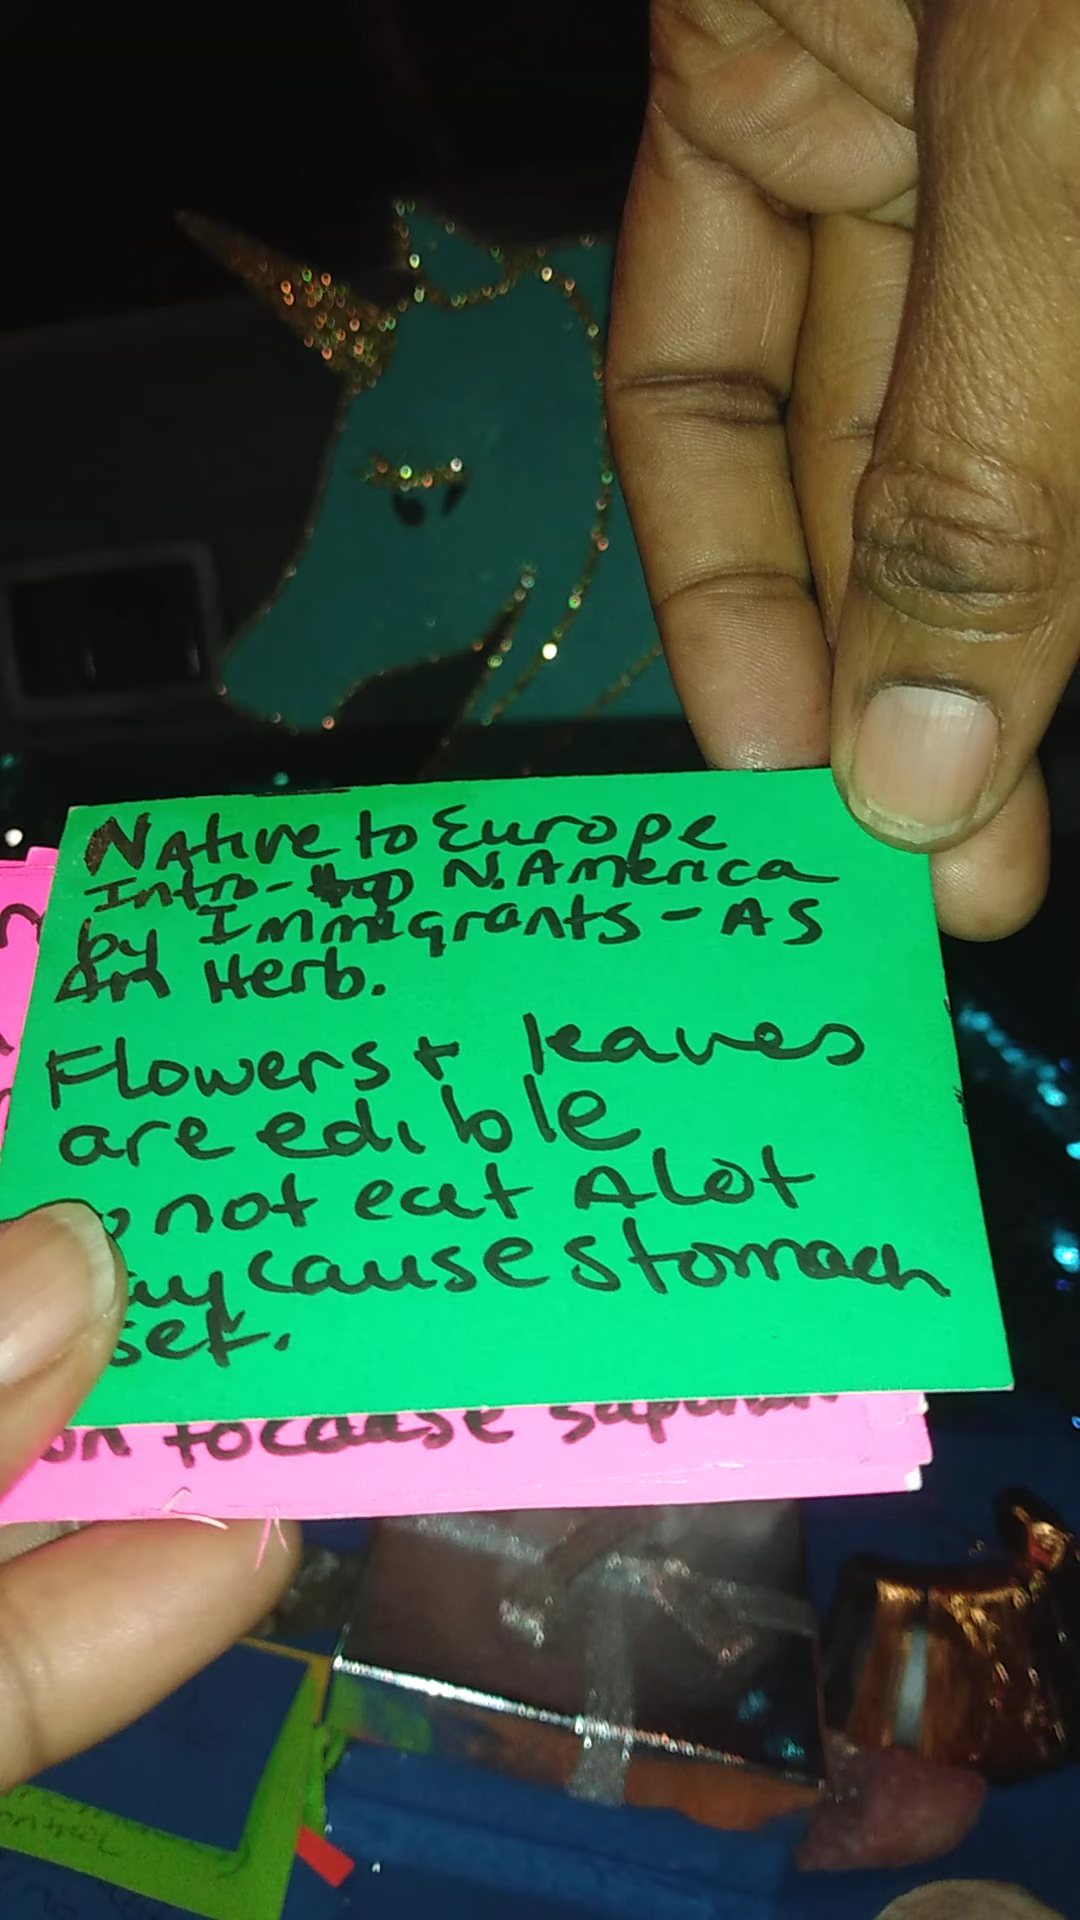 Native to Europe
Intro- N. America
by Immigrants - As
An Herb.
Flowers + leaves
are edible
not eat Alot
cause stomach
to cause